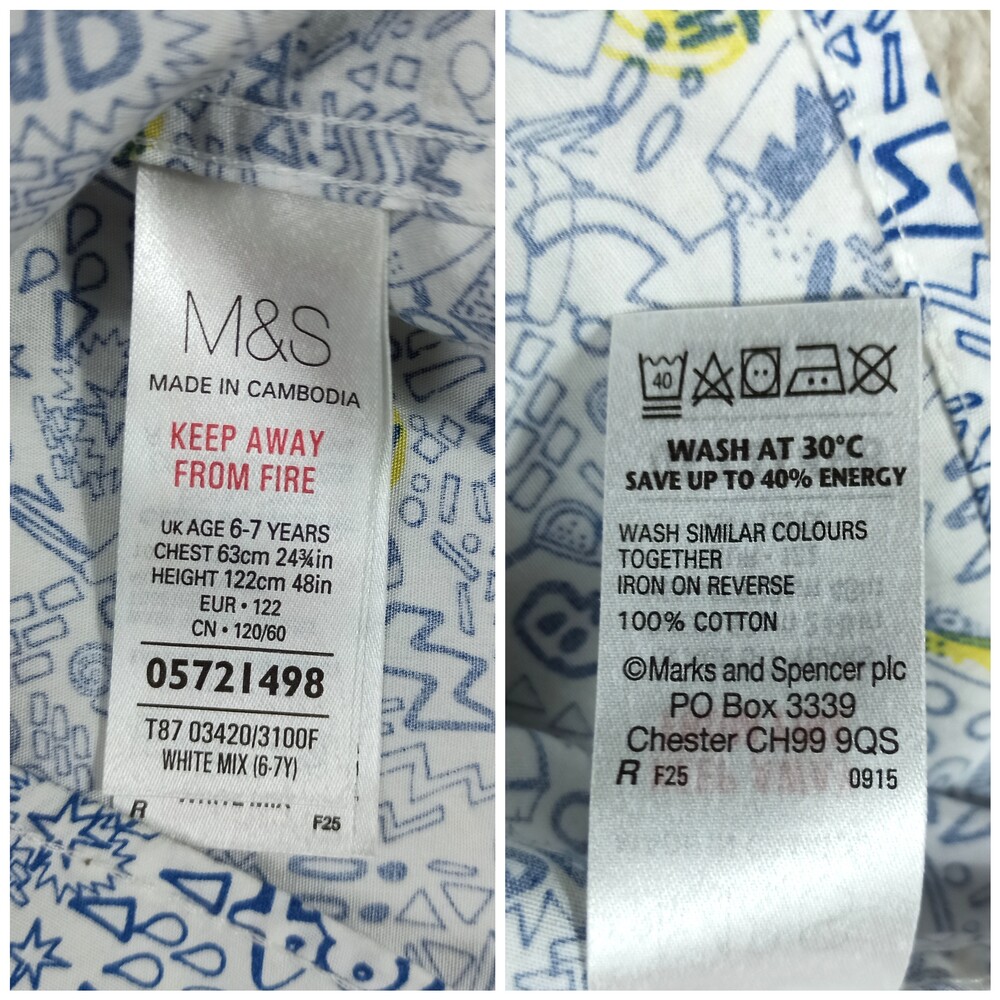 M&S
MADE IN CAMBODIA
KEEP AWAY
FROM FIRE
UK AGE 6-7 YEARS
CHEST 63cm 24¾in
HEIGHT 122cm 48in
EUR • 122
CN • 120/60
05721498
T87 03420/3100F
WHITE MIX (6-7Y)
R F25
40
WASH AT 30°C
SAVE UP TO 40% ENERGY
WASH SIMILAR COLOURS
TOGETHER
IRON ON REVERSE
100% COTTON
©Marks and Spencer plc
PO Box 3339
Chester CH99 9QS
R F25 0915